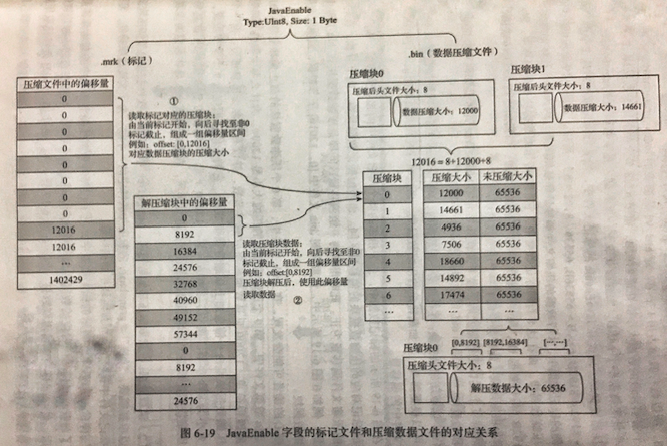 JavaEnable
Type:UInt8, Size: 1 Byte
.mrk（标记）
.bin（数据压缩文件）
压缩文件中的偏移量
0
0
0
0
0
0
0
12016
12016
…
1402429
①
读取标记对应的压缩块：
由当前标记开始，向后寻找至非0
标记截止，组成一组偏移量区间
例如：offset: [0,12016]
对应数据压缩块的压缩大小
解压缩块中的偏移量
0
8192
16384
24576
32768
40960
49152
57344
0
8192
…
24576
读取压缩块数据：
由当前标记开始，向后寻找至非0
标记截止，组成一组偏移量区间
例如：offset:[0,8192]
压缩块解压后，使用此偏移量
读取数据 ②
压缩块0
压缩后头文件大小：8
数据压缩大小：12000
压缩块1
压缩后头文件大小：8
数据压缩大小：14661
12016＝8+12000+8
压缩块 压缩大小 未压缩大小
0 12000 65536
1 14661 65536
2 4936 65536
3 7506 65536
4 18660 65536
5 14892 65536
6 17474 65536
… … …
压缩块0 [0,8192] [8192,16384] […,…]
压缩头文件大小：8
解压数据大小：65536
图 6-19 JavaEnable 字段的标记文件和压缩数据文件的对应关系